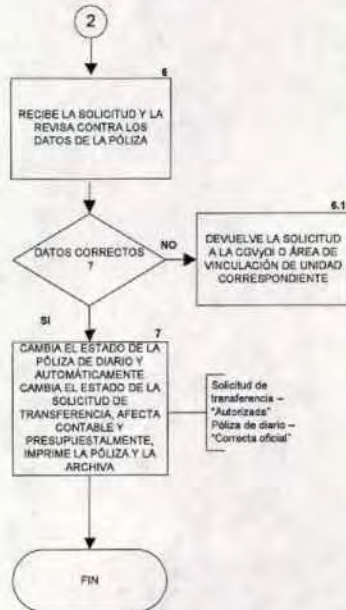 2
6
RECIBE LA SOLICITUD Y LA
REVISA CONTRA LOS
DATOS DE LA PÓLIZA
DATOS CORRECTOS
?
NO
6.1
DEVUELVE LA SOLICITUD
A LA CGVyDI O ÁREA DE
VINCULACIÓN DE UNIDAD
CORRESPONDIENTE
SI
7
CAMBIA EL ESTADO DE LA
PÓLIZA DE DIARIO Y
AUTOMÁTICAMENTE
CAMBIA EL ESTADO DE LA
SOLICITUD DE
TRANSFERENCIA, AFECTA
CONTABLE Y
PRESUPUESTALMENTE,
IMPRIME LA PÓLIZA Y LA
ARCHIVA
Solicitud de
transferencia –
"Autorizada"
Póliza de diario –
"Correcta oficial"
FIN